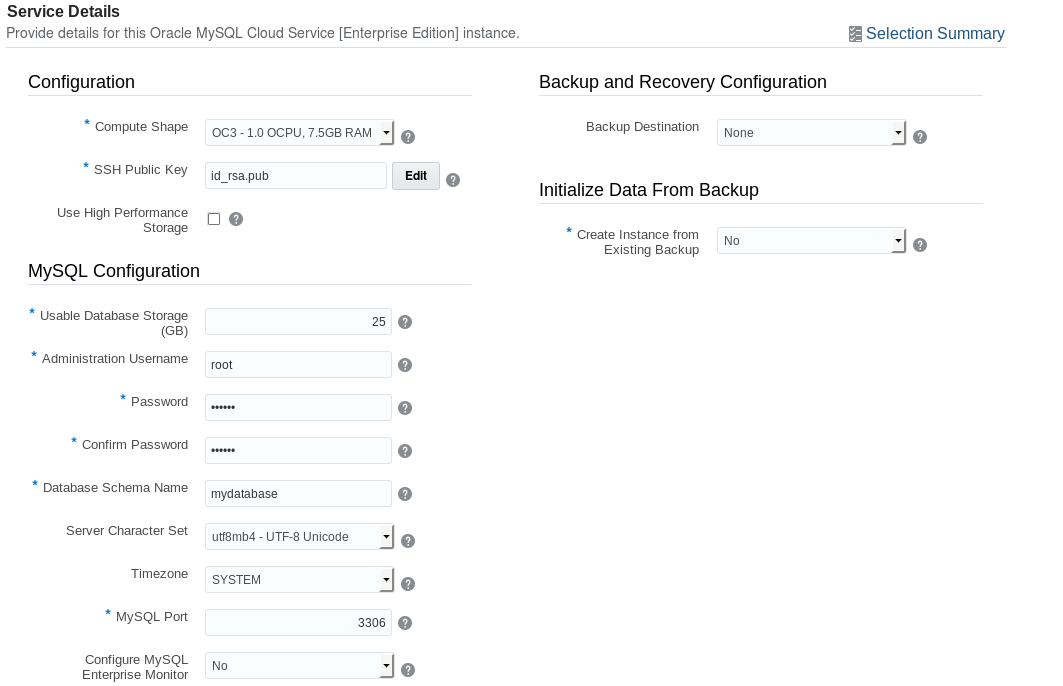 Service Details
Provide details for this Oracle MySQL Cloud Service [Enterprise Edition] instance.
Selection Summary
Configuration
* Compute Shape
OC3 - 1.0 OCPU, 7.5GB RAM
* SSH Public Key
id_rsa.pub
Edit
Use High Performance
Storage
MySQL Configuration
* Usable Database Storage
(GB)
25
* Administration Username
root
* Password
••••••
* Confirm Password
••••••
* Database Schema Name
mydatabase
Server Character Set
utf8mb4 - UTF-8 Unicode
Timezone
SYSTEM
* MySQL Port
3306
Configure MySQL
Enterprise Monitor
No
Backup and Recovery Configuration
Backup Destination
None
Initialize Data From Backup
* Create Instance from
Existing Backup
No